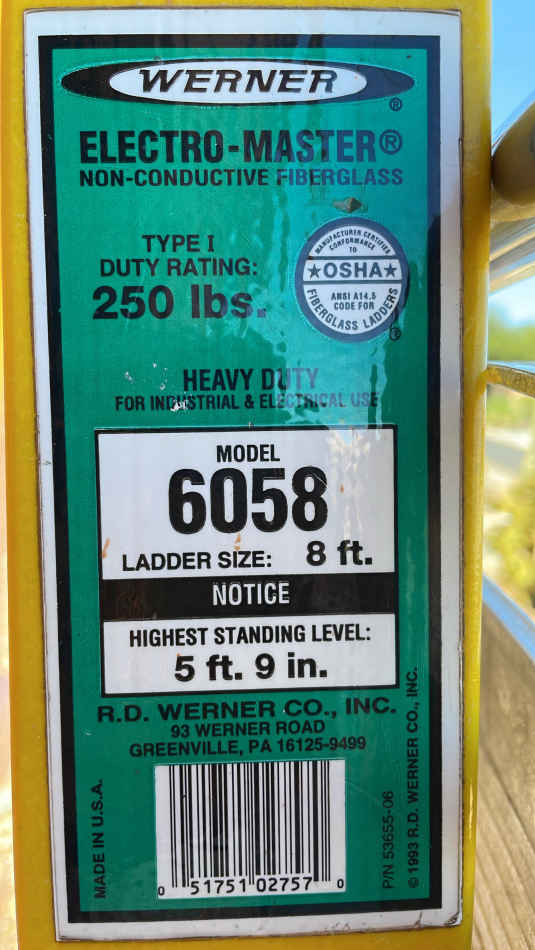 WERNER
®
ELECTRO-MASTER®
NON-CONDUCTIVE FIBERGLASS
TYPE I
DUTY RATING:
250 lbs.
MANUFACTURER CERTIFIES
CONFORMANCE
TO
★OSHA★
ANSI A14.5
CODE FOR
FIBERGLASS LADDERS
®
HEAVY DUTY
FOR INDUSTRIAL & ELECTRICAL USE
MODEL
6058
LADDER SIZE: 8 ft.
NOTICE
HIGHEST STANDING LEVEL:
5 ft. 9 in.
R.D. WERNER CO., INC.
93 WERNER ROAD
GREENVILLE, PA 16125-9499
MADE IN U.S.A.
0 51751 02757 0
P/N 53655-06
© 1993 R.D. WERNER CO., INC.